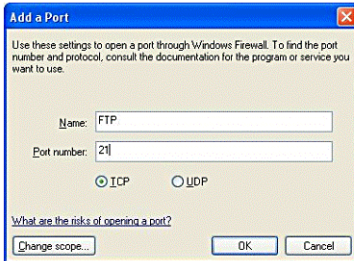 Add a Port
Use these settings to open a port through Windows Firewall. To find the port
number and protocol, consult the documentation for the program or service you
want to use.
Name: FTP
Port number: 21
TCP UDP
What are the risks of opening a port?
Change scope... OK Cancel